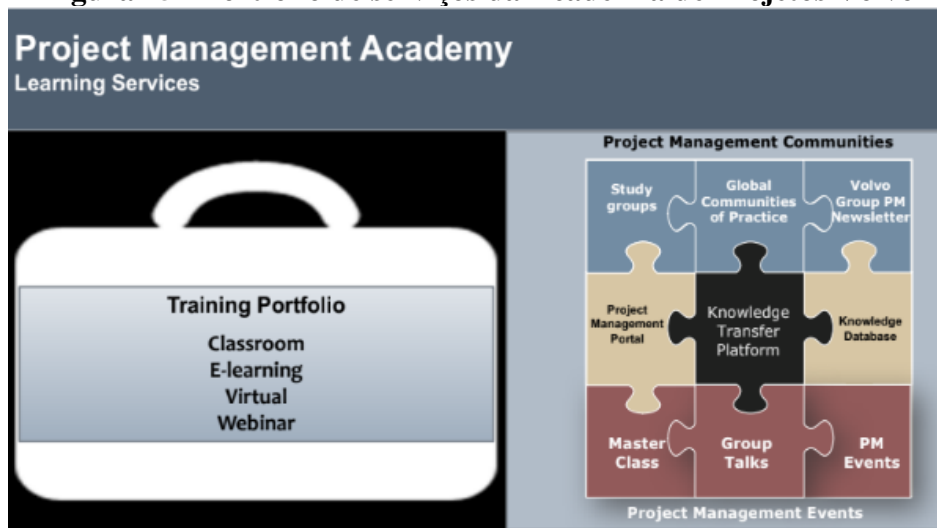 Project Management Academy
Learning Services
Training Portfolio
Classroom
E-learning
Virtual
Webinar
Project Management Communities
Study
groups
Global
Communities
of Practice
Volvo
Group PM
Newsletter
Project
Management
Portal
Knowledge
Transfer
Platform
Knowledge
Database
Master
Class
Group
Talks
PM
Events
Project Management Events